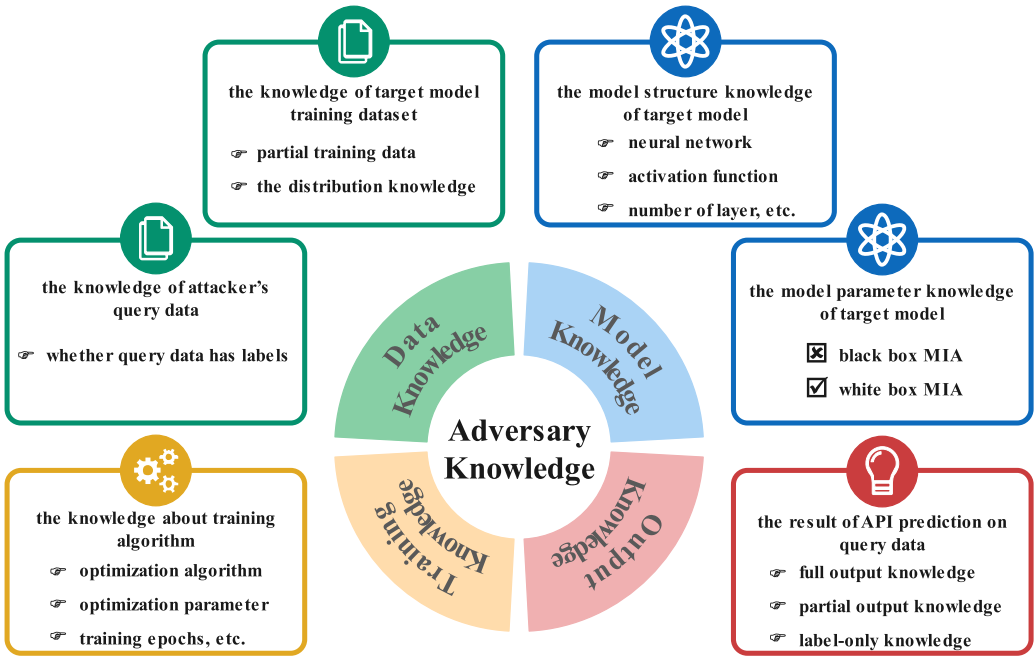 the knowledge of target model
training dataset
partial training data
the distribution knowledge
the model structure knowledge
of target model
neural network
activation function
number of layer, etc.
the knowledge of attacker's
query data
whether query data has labels
the model parameter knowledge
of target model
black box MIA
white box MIA
Data
Knowledge
Model
Knowledge
Adversary
Knowledge
Training
Knowledge
Output
Knowledge
the knowledge about training
algorithm
optimization algorithm
optimization parameter
training epochs, etc.
the result of API prediction on
query data
full output knowledge
partial output knowledge
label-only knowledge